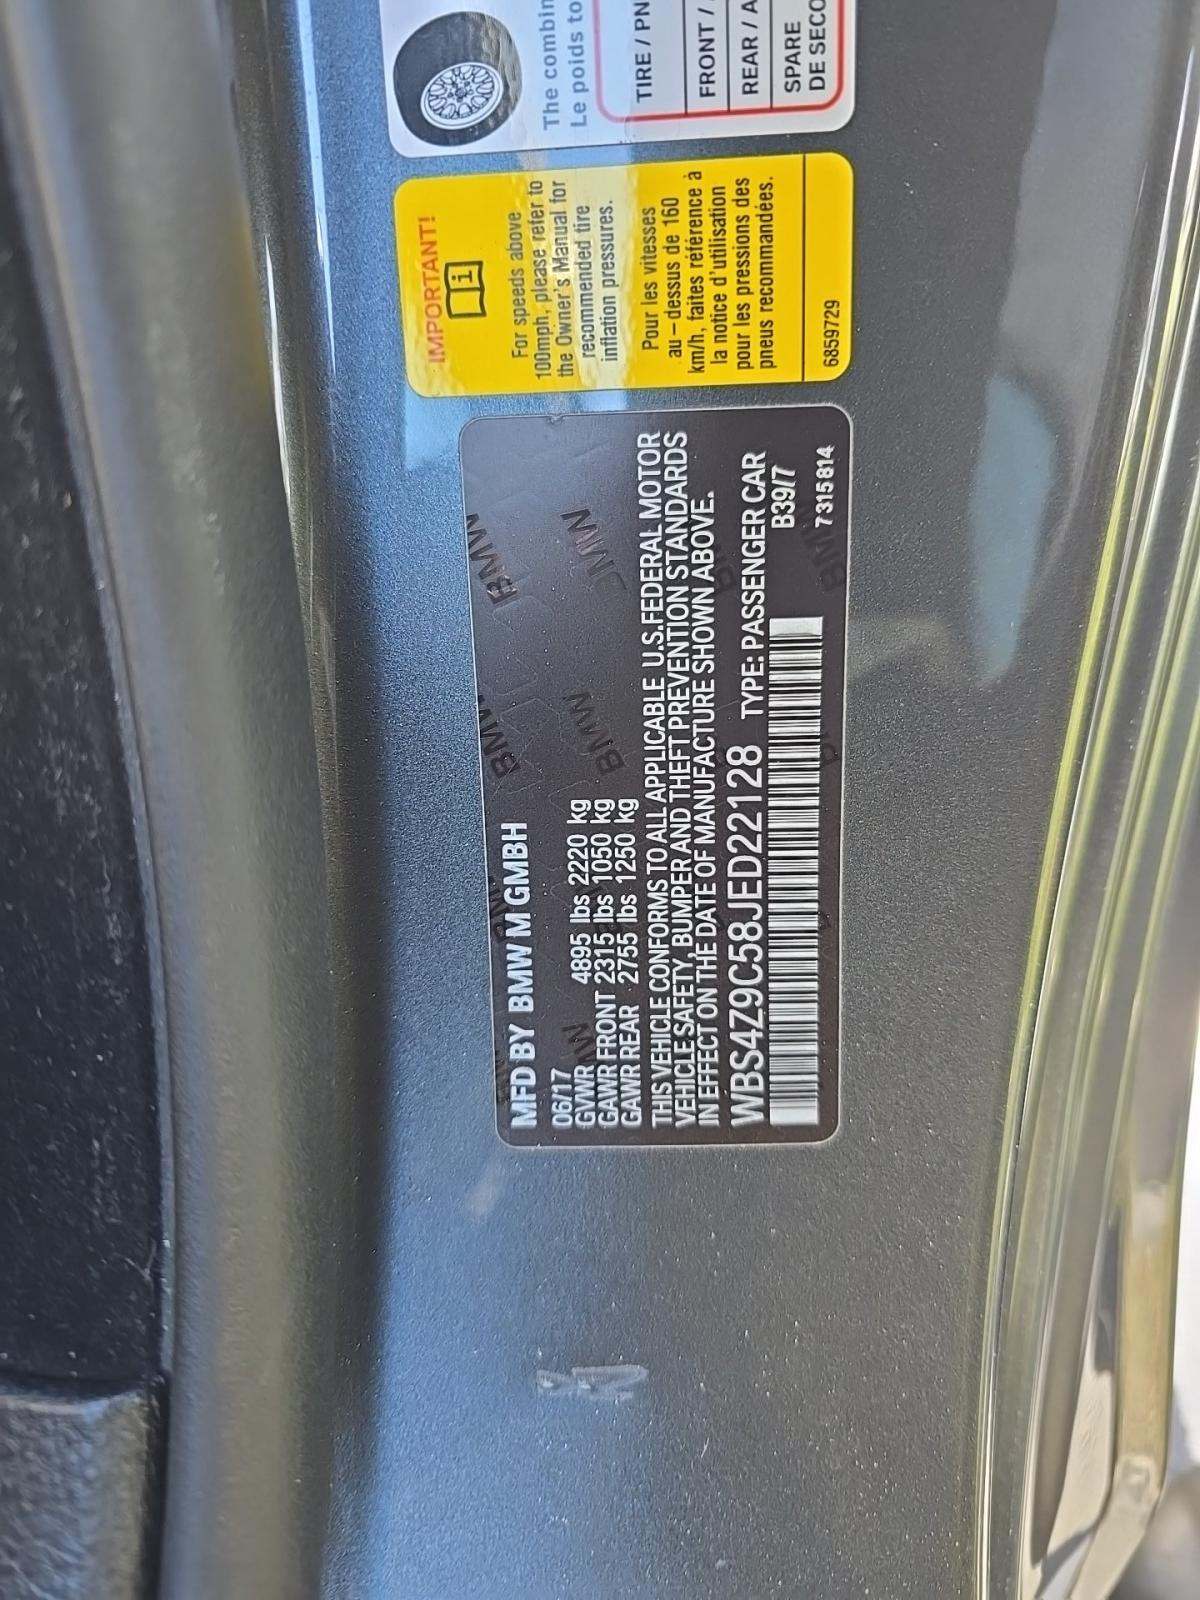 The combin
Le poids to
TIRE / PN
FRONT /
REAR / A
SPARE
DE SECO
IMPORTANT!
For speeds above
100mph, please refer to
the Owner's Manual for
recommended tire
inflation pressures.
Pour les vitesses
au-dessus de 160
km/h, faites référence à
la notice d'utilisation
pour les pressions des
pneus recommandées.
6859729
MFD BY BMW M GMBH
06/17
GVWR 4895 lbs 2220 kg
GAWR FRONT 2315 lbs 1050 kg
GAWR REAR 2755 lbs 1250 kg
THIS VEHICLE CONFORMS TO ALL APPLICABLE U.S.FEDERAL MOTOR
VEHICLE SAFETY, BUMPER AND THEFT PREVENTION STANDARDS
IN EFFECT ON THE DATE OF MANUFACTURE SHOWN ABOVE.
WBS4Z9C58JED22128 TYPE: PASSENGER CAR
B39/7
7315814
BMW
BMW
BMW
BMW